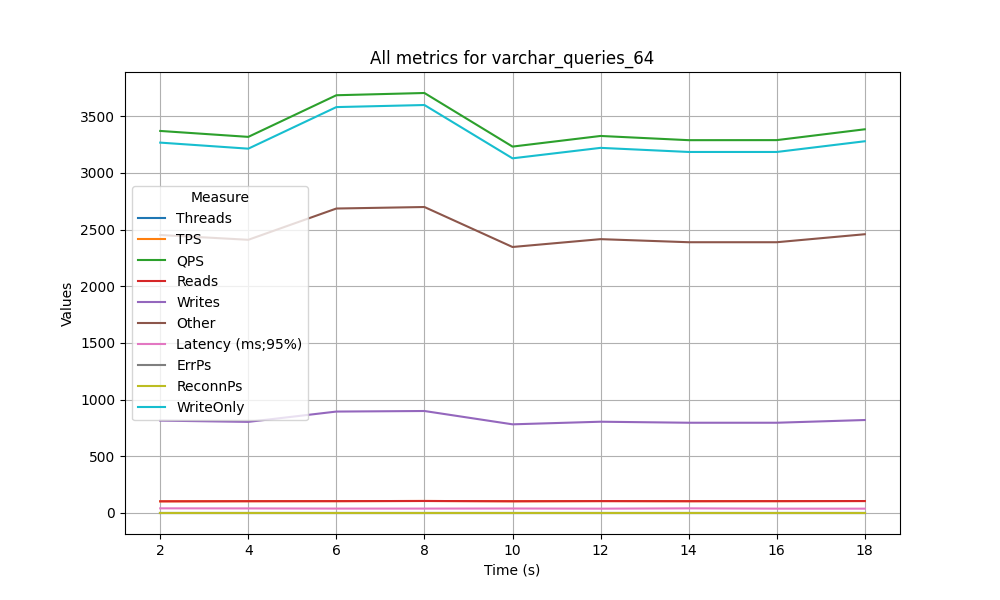 All metrics for varchar_queries_64
3500
3000
2500
2000
1500
1000
500
0
Values
Measure
Threads
TPS
QPS
Reads
Writes
Other
Latency (ms;95%)
ErrPs
ReconnPs
WriteOnly
2 4 6 8 10 12 14 16 18
Time (s)